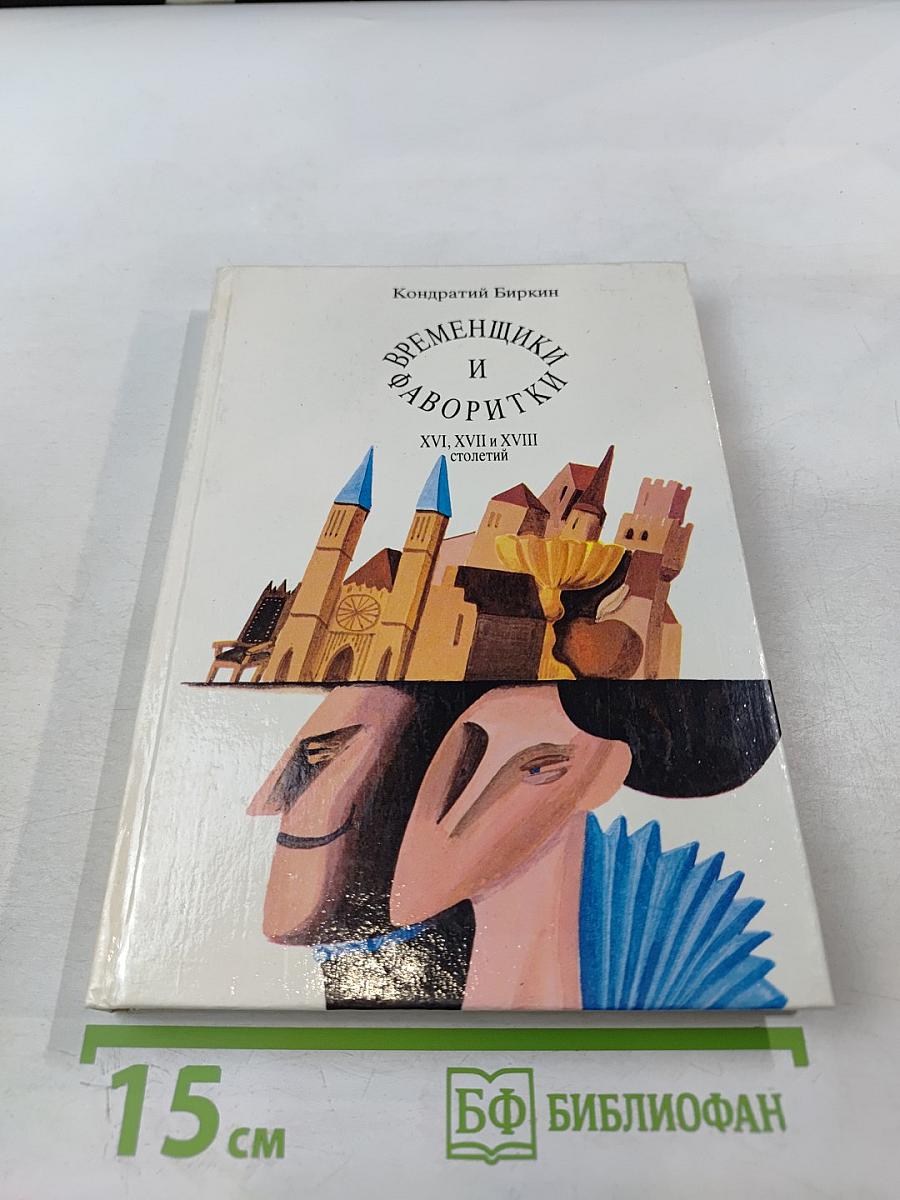 Кондратий Биркин
ВРЕМЕНЩИКИ
И
ФАВОРИТКИ
XVI, XVII и XVIII
столетий
15 см
БФ БИБЛИОФАН